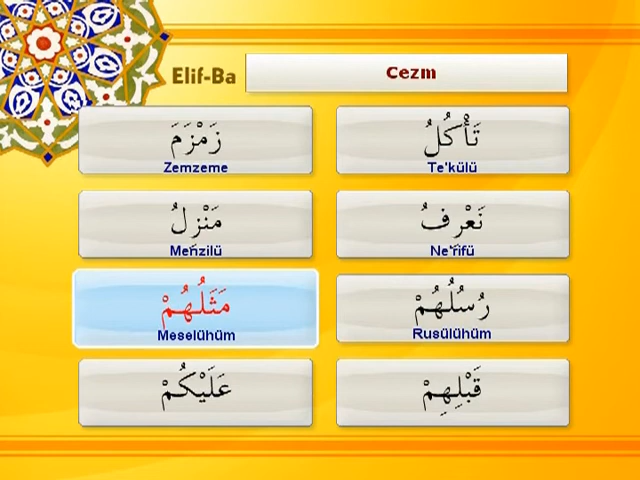 Elif-Ba
Cezm
تَأْكُلُ
Te'külü
زَمْزَمَ
Zemzeme
نَعْرِفُ
Ne'rifü
مَنْزِلُ
Menzilü
رُسُلُهُمْ
Rusülühüm
مَثَلُهُمْ
Meselühüm
قَبْلِهِمْ
عَلَيْكُمْ